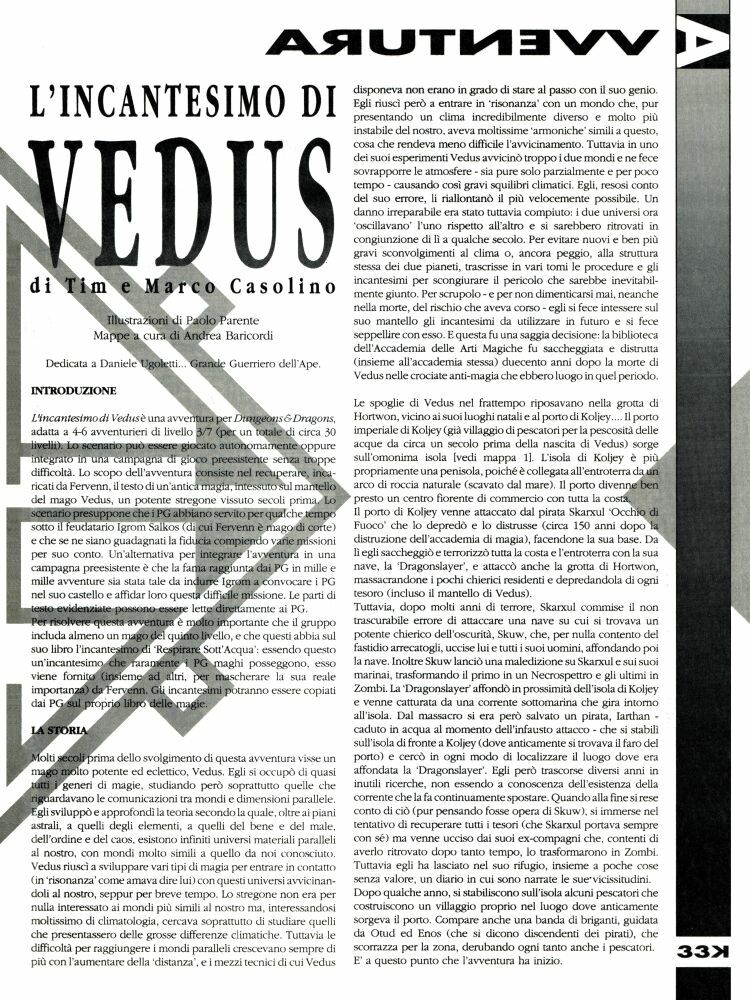 AVVENTURA
L'INCANTESIMO DI
VEDUS
di Tim e Marco Casolino
Illustrazioni di Paolo Parente
Mappe a cura di Andrea Baricordi
Dedicata a Daniele Ugoletti... Grande Guerriero dell'Ape.
INTRODUZIONE
L'incantesimo di Vedus è una avventura per Dungeons & Dragons,
adatta a 4-6 avventurieri di livello 3/7 (per un totale di circa 30
livelli). Lo scenario può essere giocato autonomamente oppure
integrato in una campagna di gioco preesistente senza troppe
difficoltà. Lo scopo dell'avventura consiste nel recuperare, inca-
ricati da Fervenn, il testo di un'antica magia, intessuto sul mantello
del mago Vedus, un potente stregone vissuto secoli prima. Lo
scenario presuppone che i PG abbiano servito per qualche tempo
sotto il feudatario Igrom Salkos (di cui Fervenn è mago di corte)
e che se ne siano guadagnati la fiducia compiendo varie missioni
per suo conto. Un'alternativa per integrare l'avventura in una
campagna preesistente è che la fama raggiunta dai PG in mille e
mille avventure sia stata tale da indurre Igrom a convocare i PG
nel suo castello e affidar loro questa difficile missione. Le parti di
testo evidenziate possono essere lette direttamente ai PG.
Per risolvere questa avventura è molto importante che il gruppo
includa almeno un mago del quinto livello, e che questi abbia sul
suo libro l'incantesimo di 'Respirare Sott'Acqua'; essendo questo
un'incantesimo che raramente i PG maghi posseggono, esso
viene fornito (insieme ad altri, per mascherare la sua reale
importanza) da Fervenn. Gli incantesimi potranno essere copiati
dai PG sul proprio libro delle magie.
LA STORIA
Molti secoli prima dello svolgimento di questa avventura visse un
mago molto potente ed eclettico, Vedus. Egli si occupò di quasi
tutti i generi di magie, studiando però soprattutto quelle che
riguardavano le comunicazioni tra mondi e dimensioni parallele.
Egli sviluppò e approfondì la teoria secondo la quale, oltre ai piani
astrali, a quelli degli elementi, a quelli del bene e del male,
dell'ordine e del caos, esistono infiniti universi materiali paralleli
al nostro, con mondi molto simili a quello da noi conosciuto.
Vedus riuscì a sviluppare vari tipi di magia per entrare in contatto
(in 'risonanza' come amava dire lui) con questi universi avvicinan-
doli al nostro, seppur per breve tempo. Lo stregone non era per
nulla interessato ai mondi più simili al nostro ma, interessandosi
moltissimo di climatologia, cercava soprattutto di studiare quelli
che presentassero delle grosse differenze climatiche. Tuttavia le
difficoltà per raggiungere i mondi paralleli crescevano sempre di
più con l'aumentare della 'distanza', e i mezzi tecnici di cui Vedus
disponeva non erano in grado di stare al passo con il suo genio.
Egli riuscì però a entrare in 'risonanza' con un mondo che, pur
presentando un clima incredibilmente diverso e molto più
instabile del nostro, aveva moltissime 'armoniche' simili a questo,
cosa che rendeva meno difficile l'avvicinamento. Tuttavia in uno
dei suoi esperimenti Vedus avvicinò troppo i due mondi e ne fece
sovrapporre le atmosfere - sia pure solo parzialmente e per poco
tempo - causando così gravi squilibri climatici. Egli, resosi conto
del suo errore, li riallontanò il più velocemente possibile. Un
danno irreparabile era stato tuttavia compiuto: i due universi ora
'oscillavano' l'uno rispetto all'altro e si sarebbero ritrovati in
congiunzione di lì a qualche secolo. Per evitare nuovi e ben più
gravi sconvolgimenti al clima o, ancora peggio, alla struttura
stessa dei due pianeti, trascrisse in vari tomi le procedure e gli
incantesimi per scongiurare il pericolo che sarebbe inevitabil-
mente giunto. Per scrupolo - e per non dimenticarsi mai, neanche
nella morte, del rischio che aveva corso - egli si fece intessere sul
suo mantello gli incantesimi da utilizzare in futuro e si fece
seppellire con esso. E questa fu una saggia decisione: la biblioteca
dell'Accademia delle Arti Magiche fu saccheggiata e distrutta
(insieme all'accademia stessa) duecento anni dopo la morte di
Vedus nelle crociate anti-magia che ebbero luogo in quel periodo.
Le spoglie di Vedus nel frattempo riposavano nella grotta di
Hortwon, vicino ai suoi luoghi natali e al porto di Koljey.... Il porto
imperiale di Koljey (già villaggio di pescatori per la pescosità delle
acque da circa un secolo prima della nascita di Vedus) sorge
sull'omonima isola [vedi mappa 1]. L'isola di Koljey è più
propriamente una penisola, poiché è collegata all'entroterra da un
arco di roccia naturale (scavato dal mare). Il porto divenne ben
presto un centro fiorente di commercio con tutta la costa.
Il porto di Koljey venne attaccato dal pirata Skarxul 'Occhio di
Fuoco' che lo depredò e lo distrusse (circa 150 anni dopo la
distruzione dell'accademia di magia), facendone la sua base. Da
lì egli saccheggiò e terrorizzò tutta la costa e l'entroterra con la sua
nave, la 'Dragonslayer', e attaccò anche la grotta di Hortwon,
massacrandone i pochi chierici residenti e depredandola di ogni
tesoro (incluso il mantello di Vedus).
Tuttavia, dopo molti anni di terrore, Skarxul commise il non
trascurabile errore di attaccare una nave su cui si trovava un
potente chierico dell'oscurità, Skuw, che, per nulla contento del
fastidio arrecatogli, uccise lui e tutti i suoi uomini, affondando poi
la nave. Inoltre Skuw lanciò una maledizione su Skarxul e sui suoi
marinai, trasformando il primo in un Necrospettro e gli ultimi in
Zombi. La 'Dragonslayer' affondò in prossimità dell'isola di Koljey
e venne catturata da una corrente sottomarina che gira intorno
all'isola. Dal massacro si era però salvato un pirata, Iarthan -
caduto in acqua al momento dell'infausto attacco - che si stabilì
sull'isola di fronte a Koljey (dove anticamente si trovava il faro del
porto) e cercò in ogni modo di localizzare il luogo dove era
affondata la 'Dragonslayer'. Egli però trascorse diversi anni in
inutili ricerche, non essendo a conoscenza dell'esistenza della
corrente che la fa continuamente spostare. Quando alla fine si rese
conto di ciò (pur pensando fosse opera di Skuw), si immerse nel
tentativo di recuperare tutti i tesori (che Skarxul portava sempre
con sé) ma venne ucciso dai suoi ex-compagni che, contenti di
averlo ritrovato dopo tanto tempo, lo trasformarono in Zombi.
Tuttavia egli ha lasciato nel suo rifugio, insieme a poche cose
senza valore, un diario in cui sono narrate le sue vicissitudini.
Dopo qualche anno, si stabiliscono sull'isola alcuni pescatori che
costruiscono un villaggio proprio nel luogo dove anticamente
sorgeva il porto. Compare anche una banda di briganti, guidata
da Otud ed Enos (che si dicono discendenti dei pirati), che
scorrazza per la zona, derubando ogni tanto anche i pescatori.
E' a questo punto che l'avventura ha inizio.
33K